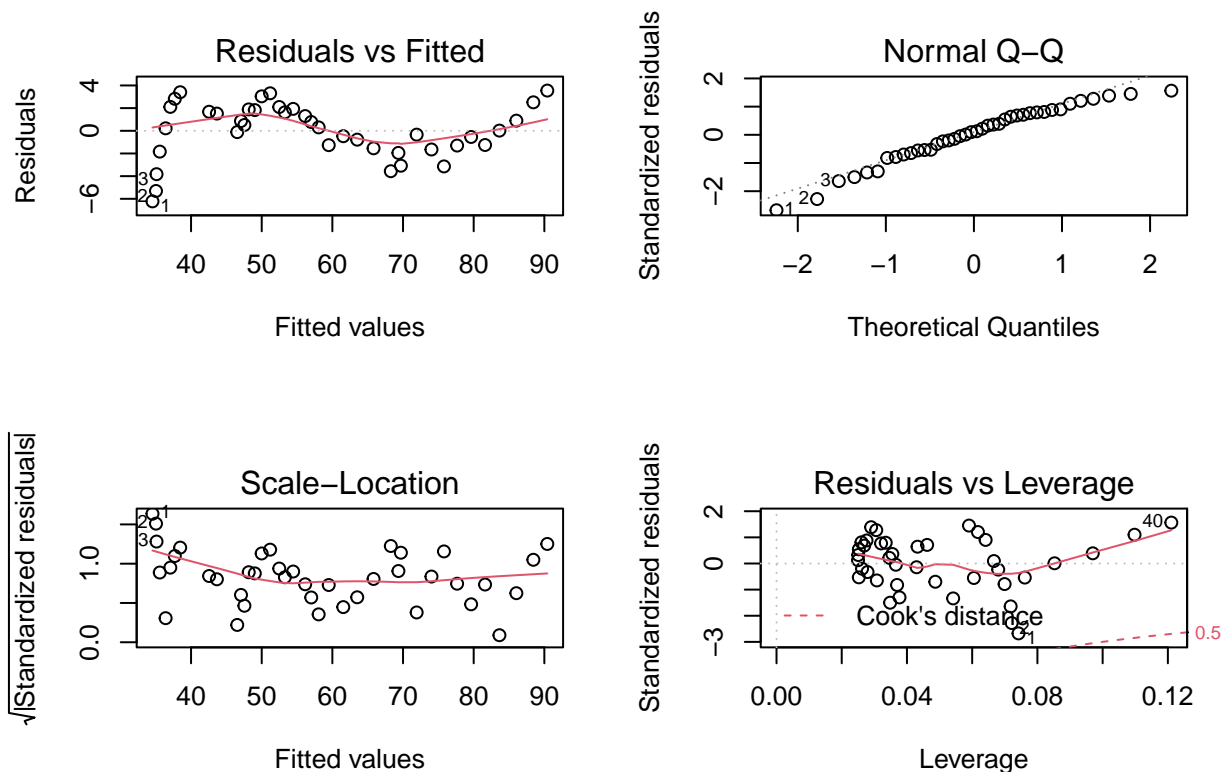 Residuals vs Fitted
Residuals
4
0
−6
3
2
1
40 50 60 70 80 90
Fitted values
Normal Q−Q
Standardized residuals
2
0
−2
3
2
1
−2 −1 0 1 2
Theoretical Quantiles
Scale−Location
√|Standardized residuals|
1.0
0.0
2
1
3
40 50 60 70 80 90
Fitted values
Residuals vs Leverage
Standardized residuals
2
0
−3
40
Cook's distance
2
1
0.5
0.00 0.04 0.08 0.12
Leverage